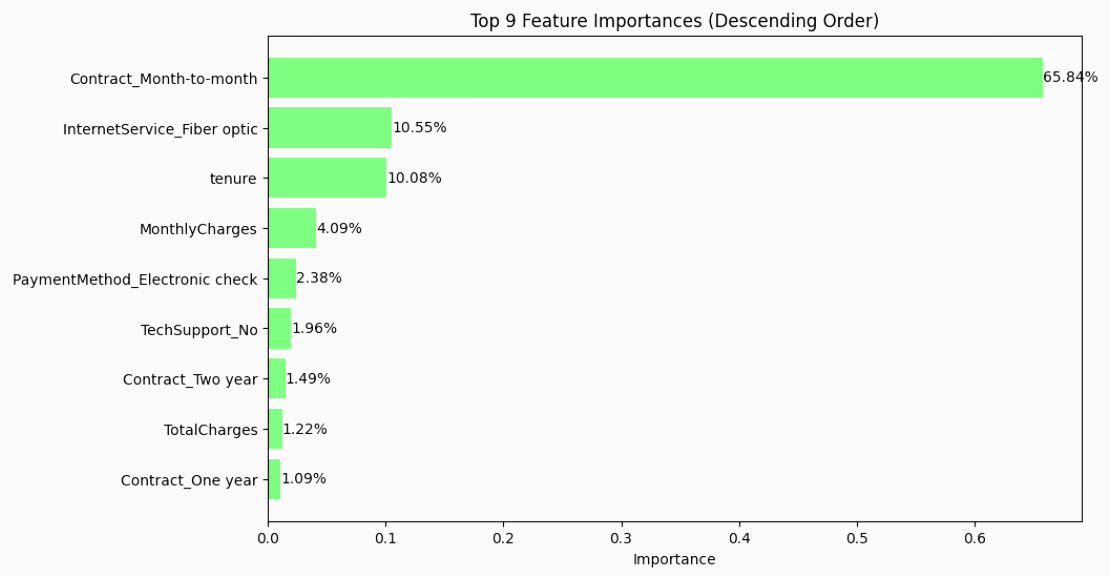 Top 9 Feature Importances (Descending Order)
Contract_Month-to-month 65.84%
InternetService_Fiber optic 10.55%
tenure 10.08%
MonthlyCharges 4.09%
PaymentMethod_Electronic check 2.38%
TechSupport_No 1.96%
Contract_Two year 1.49%
TotalCharges 1.22%
Contract_One year 1.09%
0.0 0.1 0.2 0.3 0.4 0.5 0.6
Importance